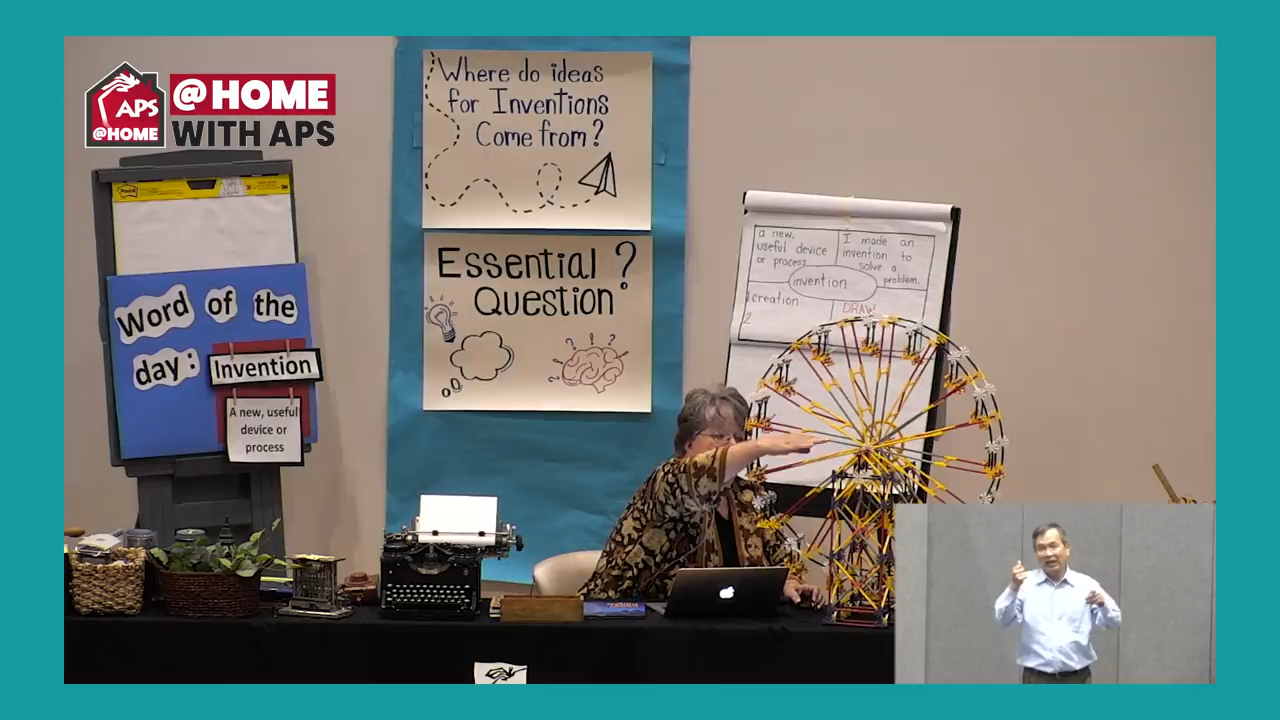 APS
@HOME
@HOME
WITH APS
Where do ideas
for Inventions
Come from?
Essential ?
Question
Word of the
day:
Invention
A new, useful
device or
process
a new,
useful device
or process
I made an
invention to
solve a
problem.
invention
creation
2
DRAW!